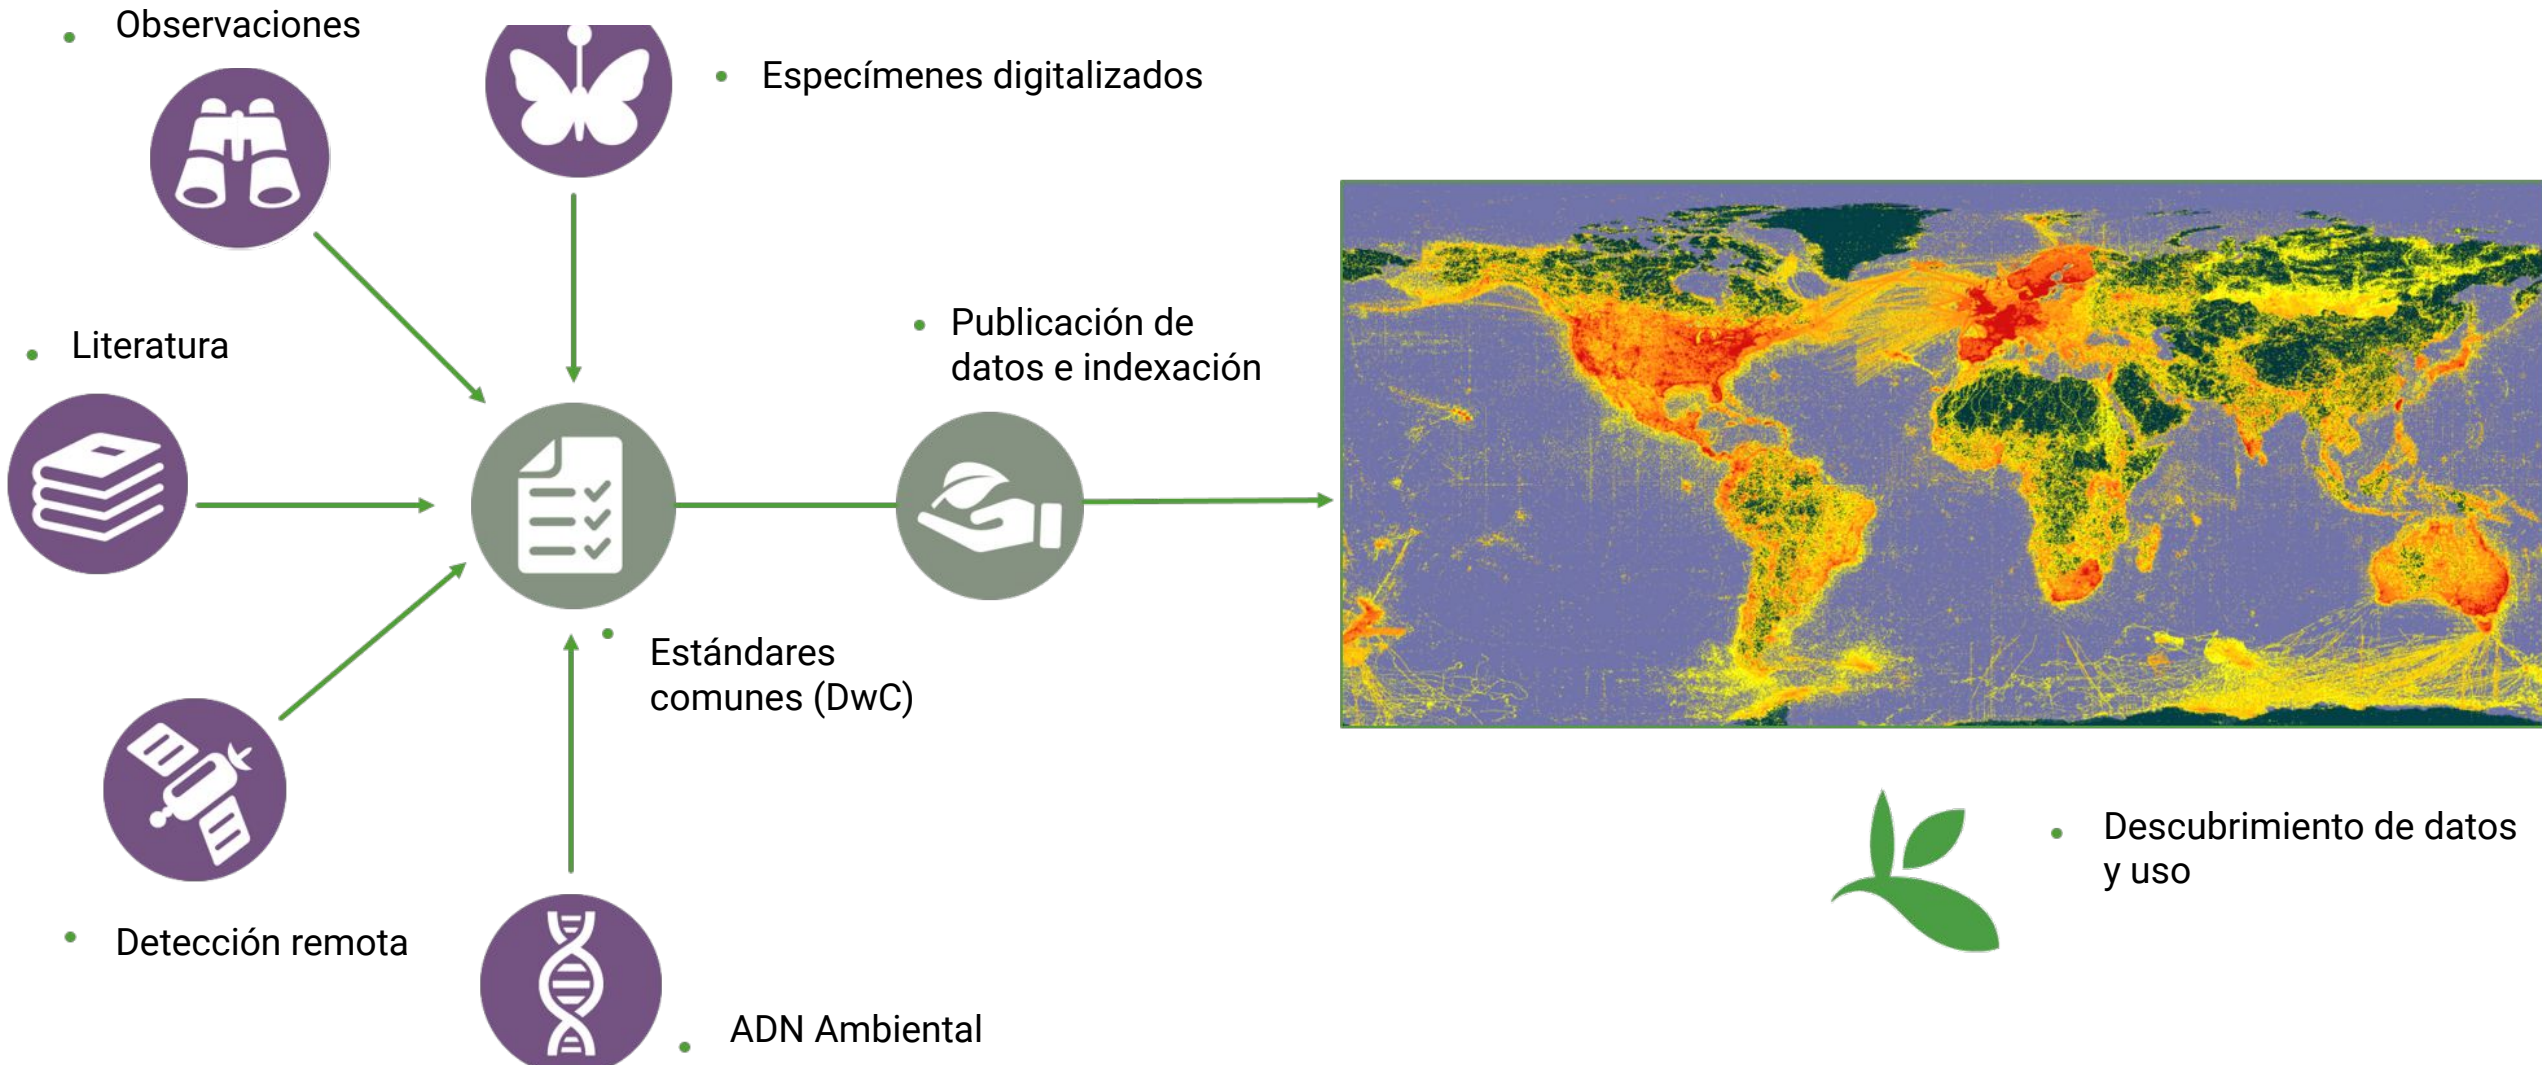 Observaciones
Especímenes digitalizados
Literatura
Publicación de
datos e indexación
Estándares
comunes (DwC)
Detección remota
ADN Ambiental
Descubrimiento de datos
y uso